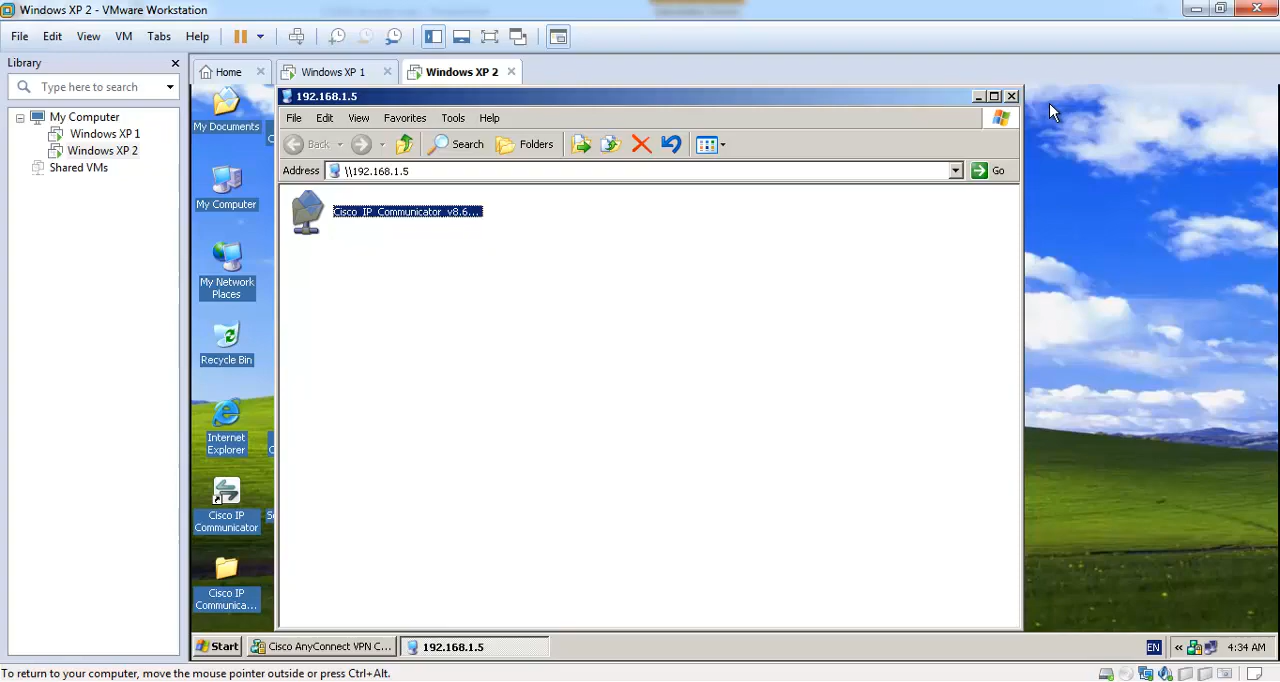 Windows XP 2 - VMware Workstation
File Edit View VM Tabs Help
Library
Type here to search
My Computer
Windows XP 1
Windows XP 2
Shared VMs
Home
Windows XP 1
Windows XP 2
My Documents
My Computer
My Network
Places
Recycle Bin
Internet
Explorer
Cisco IP
Communicator
Cisco IP
Communica...
192.168.1.5
File Edit View Favorites Tools Help
Back Search Folders
Address \\192.168.1.5 Go
Cisco_IP_Communicator_v8.6...
Start Cisco AnyConnect VPN C... 192.168.1.5 EN « 4:34 AM
To return to your computer, move the mouse pointer outside or press Ctrl+Alt.